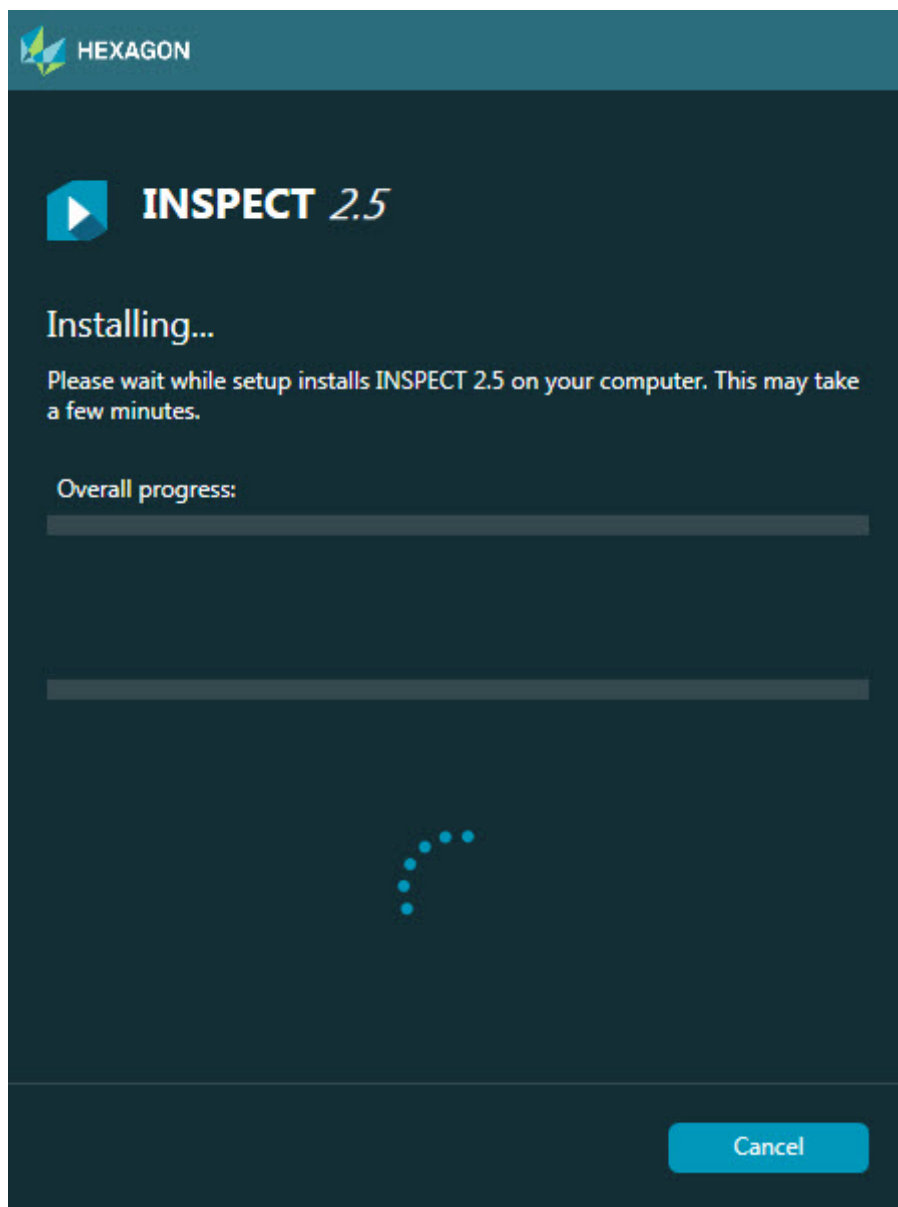 HEXAGON
INSPECT 2.5
Installing...
Please wait while setup installs INSPECT 2.5 on your computer. This may take
a few minutes.
Overall progress:
Cancel